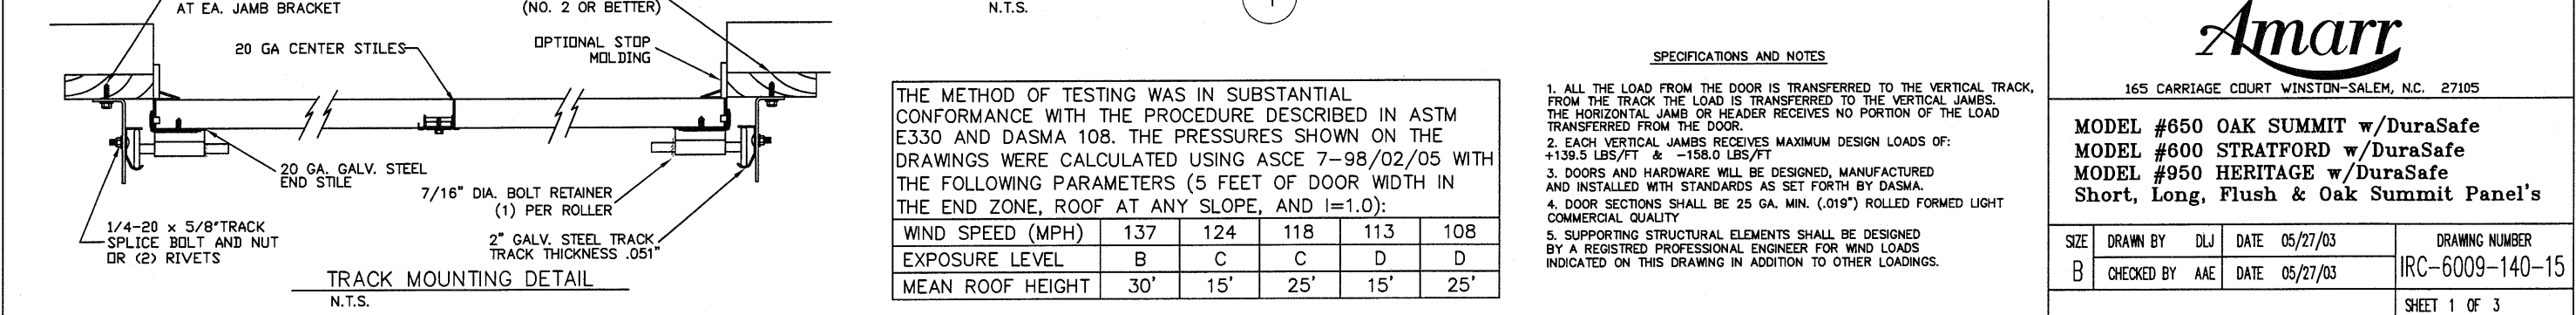 AT EA. JAMB BRACKET
(NO. 2 OR BETTER)
20 GA CENTER STILES
OPTIONAL STOP
MOLDING
20 GA. GALV. STEEL
END STILE
7/16" DIA. BOLT RETAINER
(1) PER ROLLER
1/4-20 x 5/8"TRACK
SPLICE BOLT AND NUT
OR (2) RIVETS
2" GALV. STEEL TRACK
TRACK THICKNESS .051"
TRACK MOUNTING DETAIL
N.T.S.
N.T.S.
1
THE METHOD OF TESTING WAS IN SUBSTANTIAL
CONFORMANCE WITH THE PROCEDURE DESCRIBED IN ASTM
E330 AND DASMA 108. THE PRESSURES SHOWN ON THE
DRAWINGS WERE CALCULATED USING ASCE 7-98/02/05 WITH
THE FOLLOWING PARAMETERS (5 FEET OF DOOR WIDTH IN
THE END ZONE, ROOF AT ANY SLOPE, AND I=1.0):
WIND SPEED (MPH) 137 124 118 113 108
EXPOSURE LEVEL B C C D D
MEAN ROOF HEIGHT 30' 15' 25' 15' 25'
SPECIFICATIONS AND NOTES
1. ALL THE LOAD FROM THE DOOR IS TRANSFERRED TO THE VERTICAL TRACK,
FROM THE TRACK THE LOAD IS TRANSFERRED TO THE VERTICAL JAMBS.
THE HORIZONTAL JAMB OR HEADER RECEIVES NO PORTION OF THE LOAD
TRANSFERRED FROM THE DOOR.
2. EACH VERTICAL JAMBS RECEIVES MAXIMUM DESIGN LOADS OF:
+139.5 LBS/FT & -158.0 LBS/FT
3. DOORS AND HARDWARE WILL BE DESIGNED, MANUFACTURED
AND INSTALLED WITH STANDARDS AS SET FORTH BY DASMA.
4. DOOR SECTIONS SHALL BE 25 GA. MIN. (.019") ROLLED FORMED LIGHT
COMMERCIAL QUALITY
5. SUPPORTING STRUCTURAL ELEMENTS SHALL BE DESIGNED
BY A REGISTRED PROFESSIONAL ENGINEER FOR WIND LOADS
INDICATED ON THIS DRAWING IN ADDITION TO OTHER LOADINGS.
Amarr
165 CARRIAGE COURT WINSTON-SALEM, N.C. 27105
MODEL #650 OAK SUMMIT w/DuraSafe
MODEL #600 STRATFORD w/DuraSafe
MODEL #950 HERITAGE w/DuraSafe
Short, Long, Flush & Oak Summit Panel's
SIZE B
DRAWN BY DLJ DATE 05/27/03
CHECKED BY AAE DATE 05/27/03
DRAWING NUMBER
IRC-6009-140-15
SHEET 1 OF 3